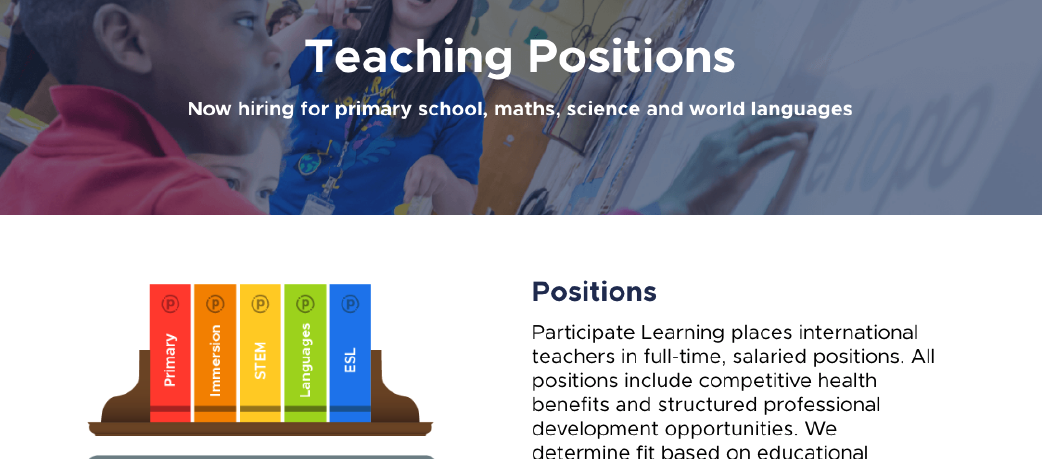 Teaching Positions
Now hiring for primary school, maths, science and world languages
Primary
Immersion
STEM
Languages
ESL
Positions
Participate Learning places international
teachers in full-time, salaried positions. All
positions include competitive health
benefits and structured professional
development opportunities. We
determine fit based on educational